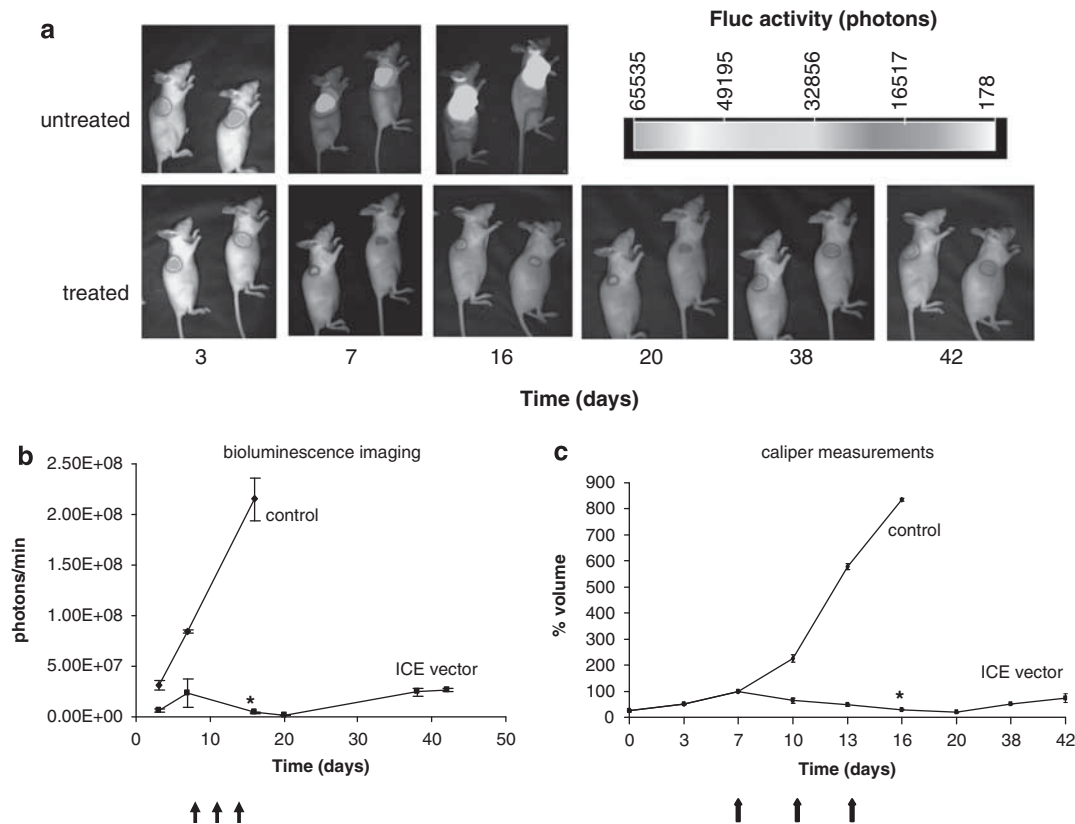 a
Fluc activity (photons)
65535
49195
32856
16517
178
untreated
treated
3
7
16
20
38
42
Time (days)
b
bioluminescence imaging
2.50E+08
2.00E+08
1.50E+08
1.00E+08
5.00E+07
0.00E+00
photons/min
control
ICE vector
*
0
10
20
30
40
50
Time (days)
c
caliper measurements
900
800
700
600
500
400
300
200
100
0
% volume
control
ICE vector
*
0
3
7
10
13
16
20
38
42
Time (days)